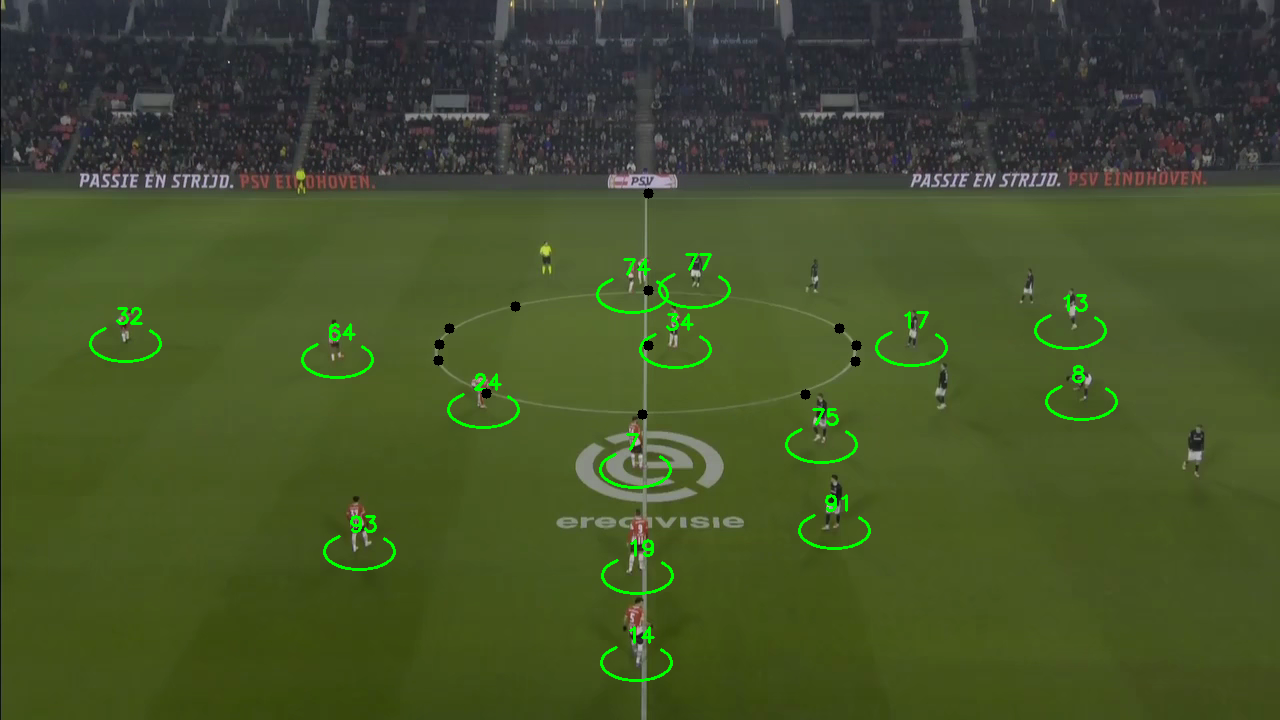 PASSIE EN STRIJD. PSV EINDHOVEN. PSV PASSIE EN STRIJD. PSV EINDHOVEN.
74 77
32 64 34 17 13
24 8
7 75
93 91
eredivisie
19
14